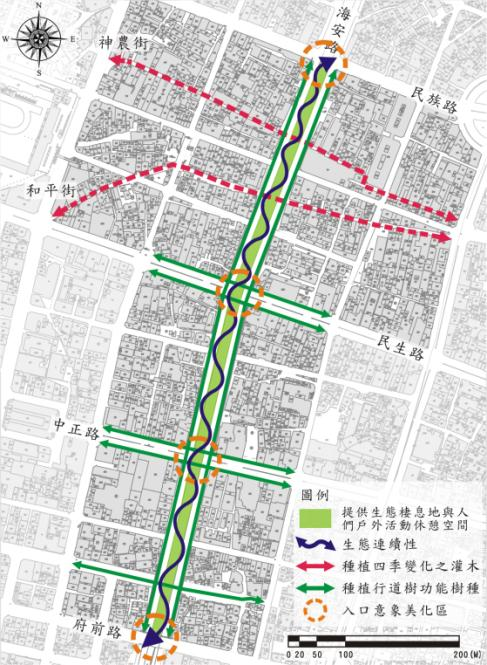 N
W
E
S
海安路
神農街
民族路
和平街
民生路
中正路
府前路
圖例
提供生態棲息地與人
們戶外活動休憩空間
生態連續性
種植四季變化之灌木
種植行道樹功能樹種
入口意象美化區
0 20 50 100 200(M)